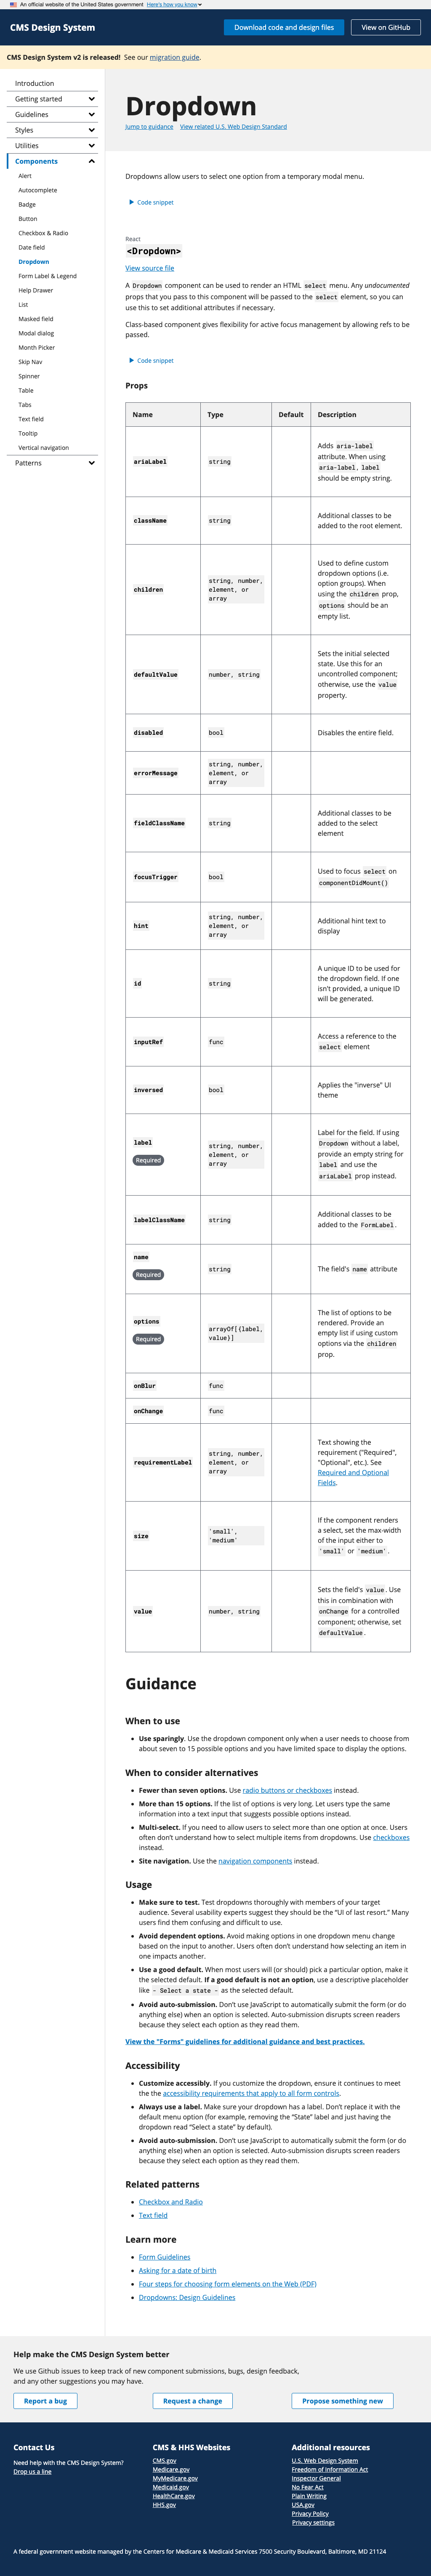 An official website of the United States government Here's how you know
CMS Design System
Download code and design files
View on GitHub
CMS Design System v2 is released! See our migration guide.
Introduction
Getting started
Guidelines
Styles
Utilities
Components
Alert
Autocomplete
Badge
Button
Checkbox & Radio
Date field
Dropdown
Form Label & Legend
Help Drawer
List
Masked field
Modal dialog
Month Picker
Skip Nav
Spinner
Table
Tabs
Text field
Tooltip
Vertical navigation
Patterns
Dropdown
Jump to guidance View related U.S. Web Design Standard
Dropdowns allow users to select one option from a temporary modal menu.
Code snippet
React
<Dropdown>
View source file
A Dropdown component can be used to render an HTML select menu. Any undocumented
props that you pass to this component will be passed to the select element, so you can
use this to set additional attributes if necessary.
Class-based component gives flexibility for active focus management by allowing refs to be
passed.
Code snippet
Props
Name Type Default Description
ariaLabel
string
Adds aria-label
attribute. When using
aria-label, label
should be empty string.
className
string
Additional classes to be
added to the root element.
children
string, number,
element, or
array
Used to define custom
dropdown options (i.e.
option groups). When
using the children prop,
options should be an
empty list.
defaultValue
number, string
Sets the initial selected
state. Use this for an
uncontrolled component;
otherwise, use the value
property.
disabled
bool
Disables the entire field.
errorMessage
string, number,
element, or
array
fieldClassName
string
Additional classes to be
added to the select
element
focusTrigger
bool
Used to focus select on
componentDidMount()
hint
string, number,
element, or
array
Additional hint text to
display
id
string
A unique ID to be used for
the dropdown field. If one
isn't provided, a unique ID
will be generated.
inputRef
func
Access a reference to the
select element
inversed
bool
Applies the "inverse" UI
theme
label
Required
string, number,
element, or
array
Label for the field. If using
Dropdown without a label,
provide an empty string for
label and use the
ariaLabel prop instead.
labelClassName
string
Additional classes to be
added to the FormLabel.
name
Required
string
The field's name attribute
options
Required
arrayOf[{label,
value}]
The list of options to be
rendered. Provide an
empty list if using custom
options via the children
prop.
onBlur
func
onChange
func
requirementLabel
string, number,
element, or
array
Text showing the
requirement ("Required",
"Optional", etc.). See
Required and Optional
Fields.
size
'small',
'medium'
If the component renders
a select, set the max-width
of the input either to
'small' or 'medium'.
value
number, string
Sets the field's value. Use
this in combination with
onChange for a controlled
component; otherwise, set
defaultValue.
Guidance
When to use
• Use sparingly. Use the dropdown component only when a user needs to choose from
about seven to 15 possible options and you have limited space to display the options.
When to consider alternatives
• Fewer than seven options. Use radio buttons or checkboxes instead.
• More than 15 options. If the list of options is very long. Let users type the same
information into a text input that suggests possible options instead.
• Multi-select. If you need to allow users to select more than one option at once. Users
often don't understand how to select multiple items from dropdowns. Use checkboxes
instead.
• Site navigation. Use the navigation components instead.
Usage
• Make sure to test. Test dropdowns thoroughly with members of your target
audience. Several usability experts suggest they should be the “UI of last resort.” Many
users find them confusing and difficult to use.
• Avoid dependent options. Avoid making options in one dropdown menu change
based on the input to another. Users often don't understand how selecting an item in
one impacts another.
• Use a good default. When most users will (or should) pick a particular option, make it
the selected default. If a good default is not an option, use a descriptive placeholder
like - Select a state - as the selected default.
• Avoid auto-submission. Don't use JavaScript to automatically submit the form (or do
anything else) when an option is selected. Auto-submission disrupts screen readers
because they select each option as they read them.
View the "Forms" guidelines for additional guidance and best practices.
Accessibility
• Customize accessibly. If you customize the dropdown, ensure it continues to meet
the the accessibility requirements that apply to all form controls.
• Always use a label. Make sure your dropdown has a label. Don't replace it with the
default menu option (for example, removing the “State” label and just having the
dropdown read “Select a state” by default).
• Avoid auto-submission. Don't use JavaScript to automatically submit the form (or do
anything else) when an option is selected. Auto-submission disrupts screen readers
because they select each option as they read them.
Related patterns
• Checkbox and Radio
• Text field
Learn more
• Form Guidelines
• Asking for a date of birth
• Four steps for choosing form elements on the Web (PDF)
• Dropdowns: Design Guidelines
Help make the CMS Design System better
We use Github issues to keep track of new component submissions, bugs, design feedback,
and any other suggestions you may have.
Report a bug
Request a change
Propose something new
Contact Us
Need help with the CMS Design System?
Drop us a line
CMS & HHS Websites
CMS.gov
Medicare.gov
MyMedicare.gov
Medicaid.gov
HealthCare.gov
HHS.gov
Additional resources
U.S. Web Design System
Freedom of Information Act
Inspector General
No Fear Act
Plain Writing
USA.gov
Privacy Policy
Privacy settings
A federal government website managed by the Centers for Medicare & Medicaid Services 7500 Security Boulevard, Baltimore, MD 21124